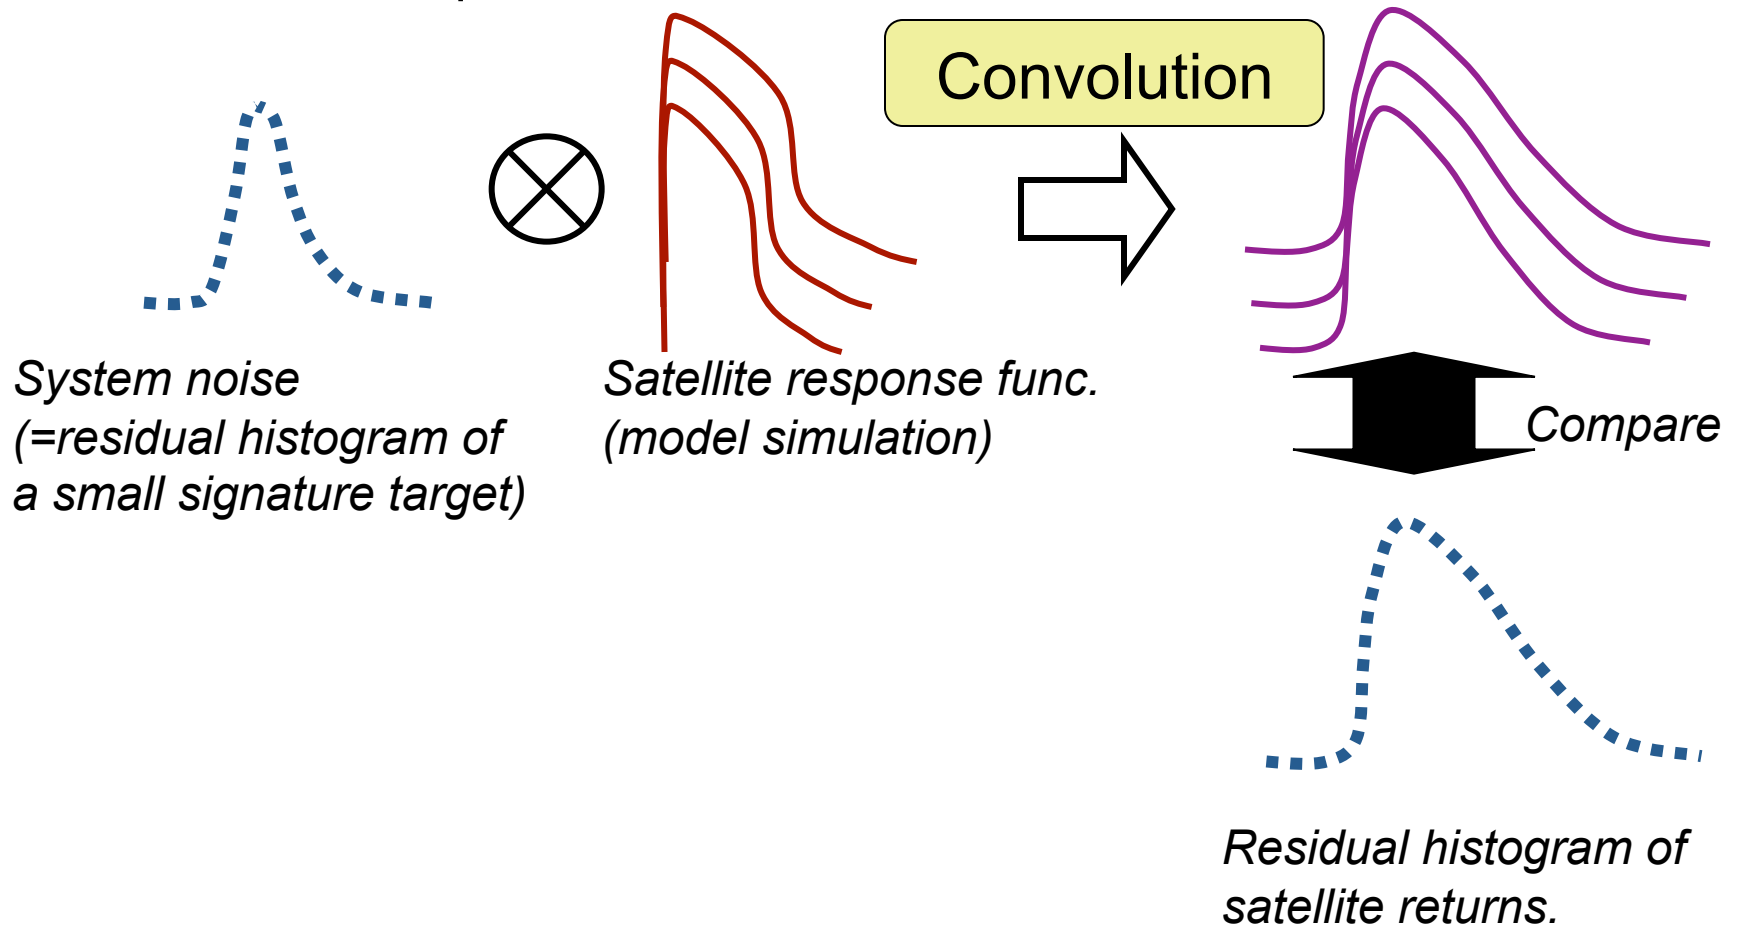 Convolution
System noise
(=residual histogram of
a small signature target)
Satellite response func.
(model simulation)
Compare
Residual histogram of
satellite returns.